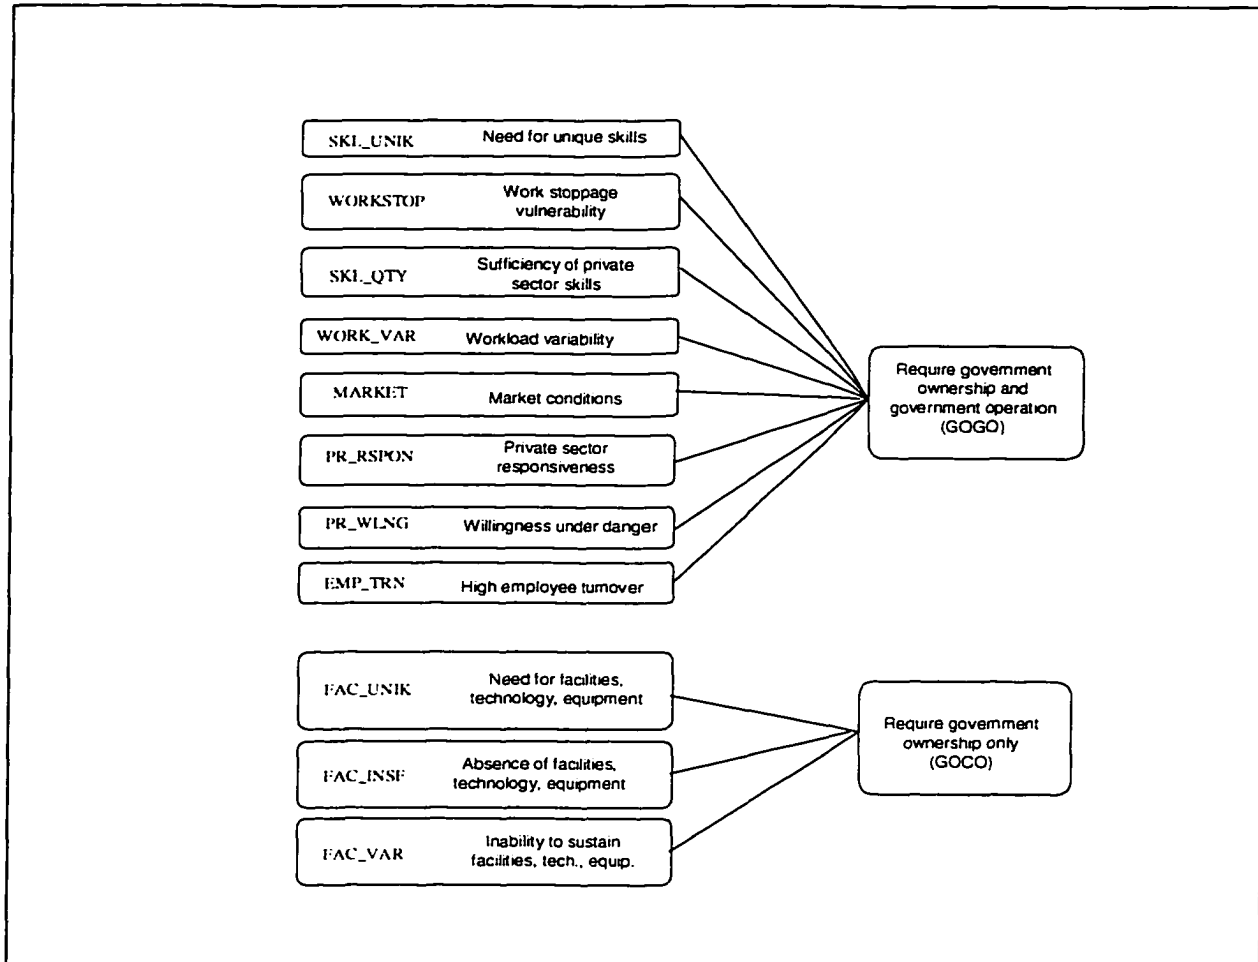 SKL_UNIK Need for unique skills
WORKSTOP Work stoppage
vulnerability
SKL_QTY Sufficiency of private
sector skills
WORK_VAR Workload variability
MARKET Market conditions
PR_RSPON Private sector
responsiveness
PR_WLNG Willingness under danger
EMP_TRN High employee turnover
Require government
ownership and
government operation
(GOGO)
FAC_UNIK Need for facilities,
technology, equipment
FAC_INSF Absence of facilities,
technology, equipment
FAC_VAR Inability to sustain
facilities, tech., equip.
Require government
ownership only
(GOCO)